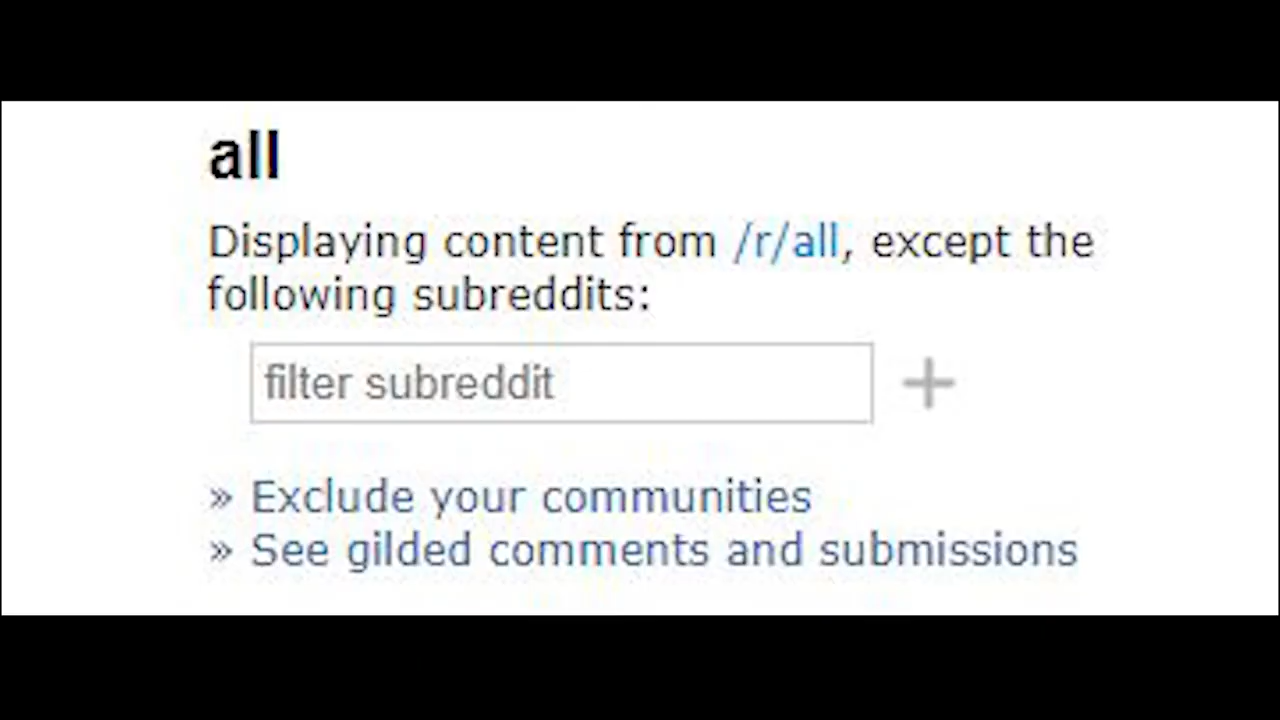 all
Displaying content from /r/all, except the
following subreddits:
filter subreddit
» Exclude your communities
» See gilded comments and submissions